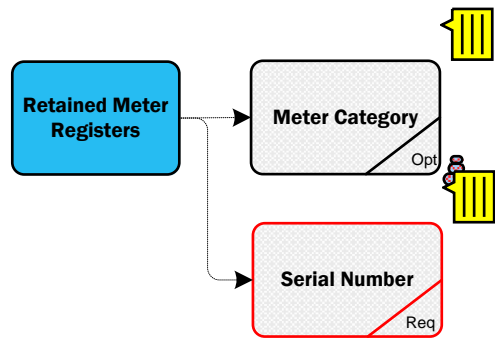 Retained Meter
Registers
Meter Category
Opt
Serial Number
Req